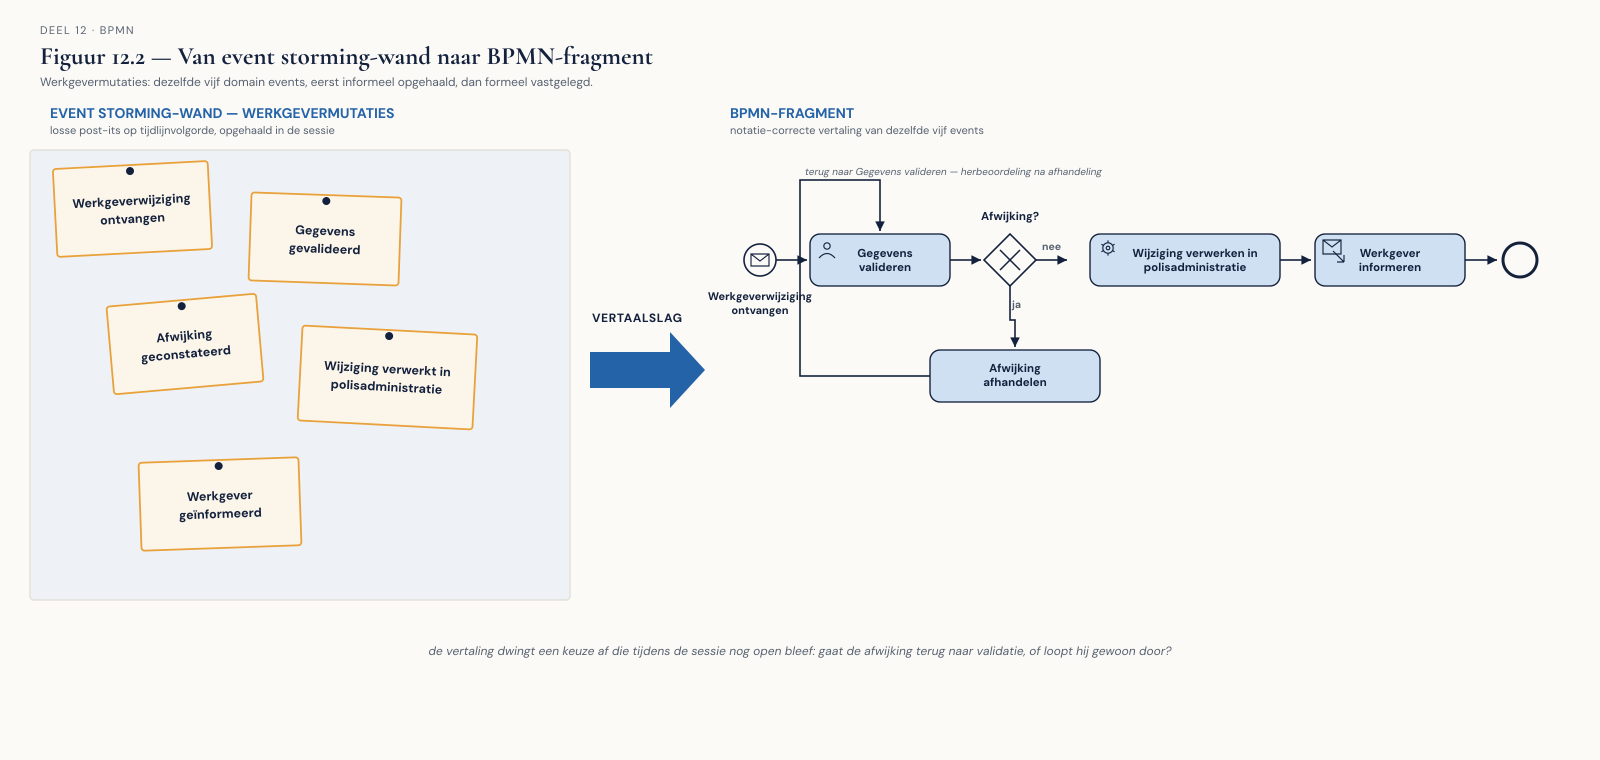 DEEL 12 · BPMN
Figuur 12.2 — Van event storming-wand naar BPMN-fragment
Werkgevermutaties: dezelfde vijf domain events, eerst informeel opgehaald, dan formeel vastgelegd.
EVENT STORMING-WAND — WERKGEVERMUTATIES
losse post-its op tijdlijnvolgorde, opgehaald in de sessie
Werkgeverwijziging
ontvangen
Gegevens
gevalideerd
Afwijking
geconstateerd
Wijziging verwerkt in
polisadministratie
Werkgever
geïnformeerd
VERTAALSLAG
BPMN-FRAGMENT
notatie-correcte vertaling van dezelfde vijf events
terug naar Gegevens valideren — herbeoordeling na afhandeling
Werkgeverwijziging
ontvangen
Gegevens
valideren
Afwijking?
nee
ja
Wijziging verwerken in
polisadministratie
Werkgever
informeren
Afwijking
afhandelen
de vertaling dwingt een keuze af die tijdens de sessie nog open bleef: gaat de afwijking terug naar validatie, of loopt hij gewoon door?